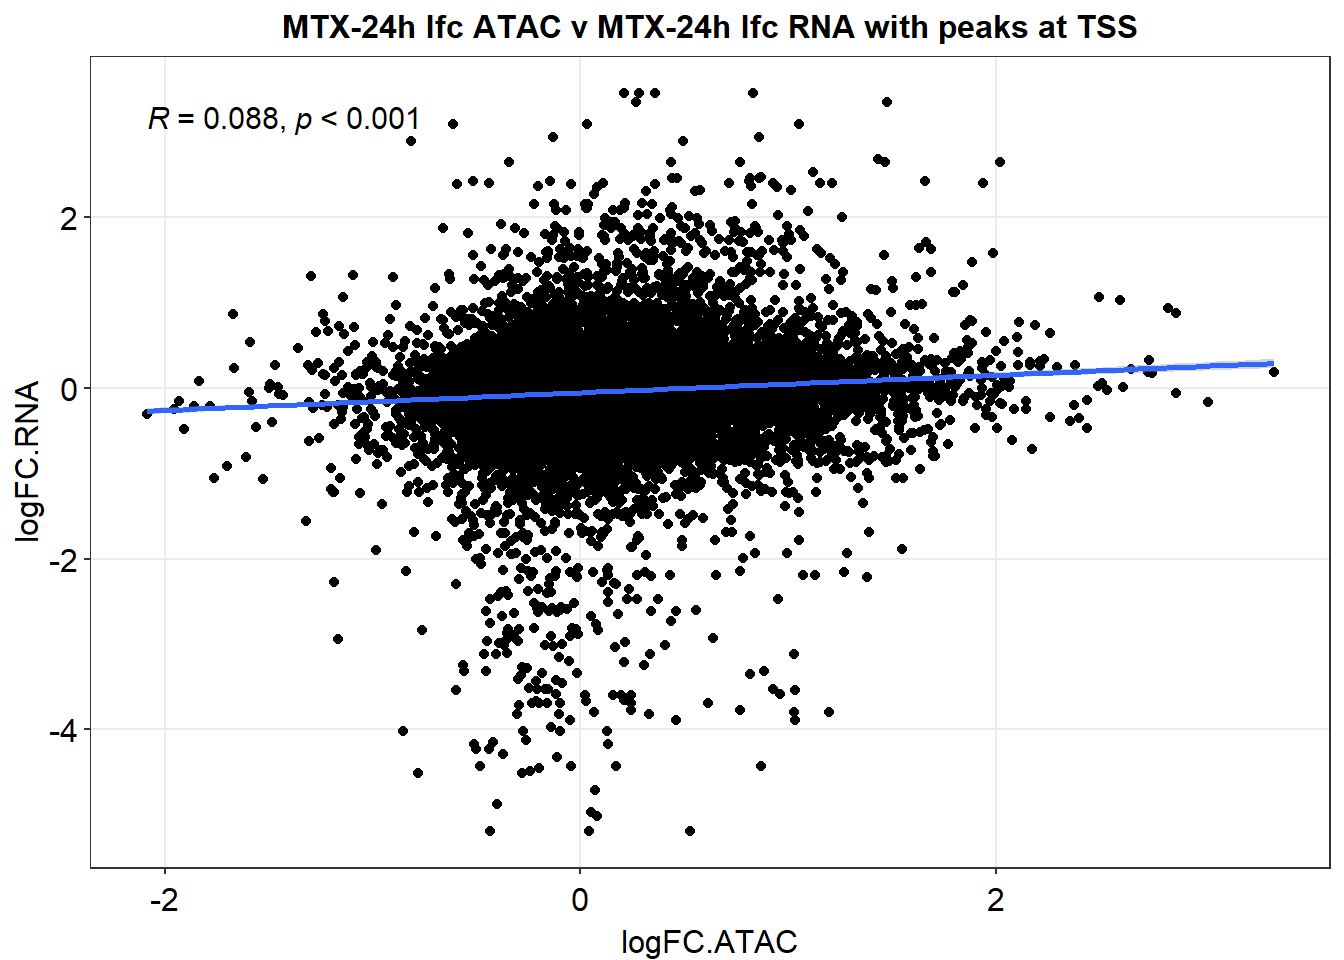 MTX-24h lfc ATAC v MTX-24h lfc RNA with peaks at TSS
R = 0.088, p < 0.001
2
0
-2
-4
logFC.RNA
-2
0
2
logFC.ATAC